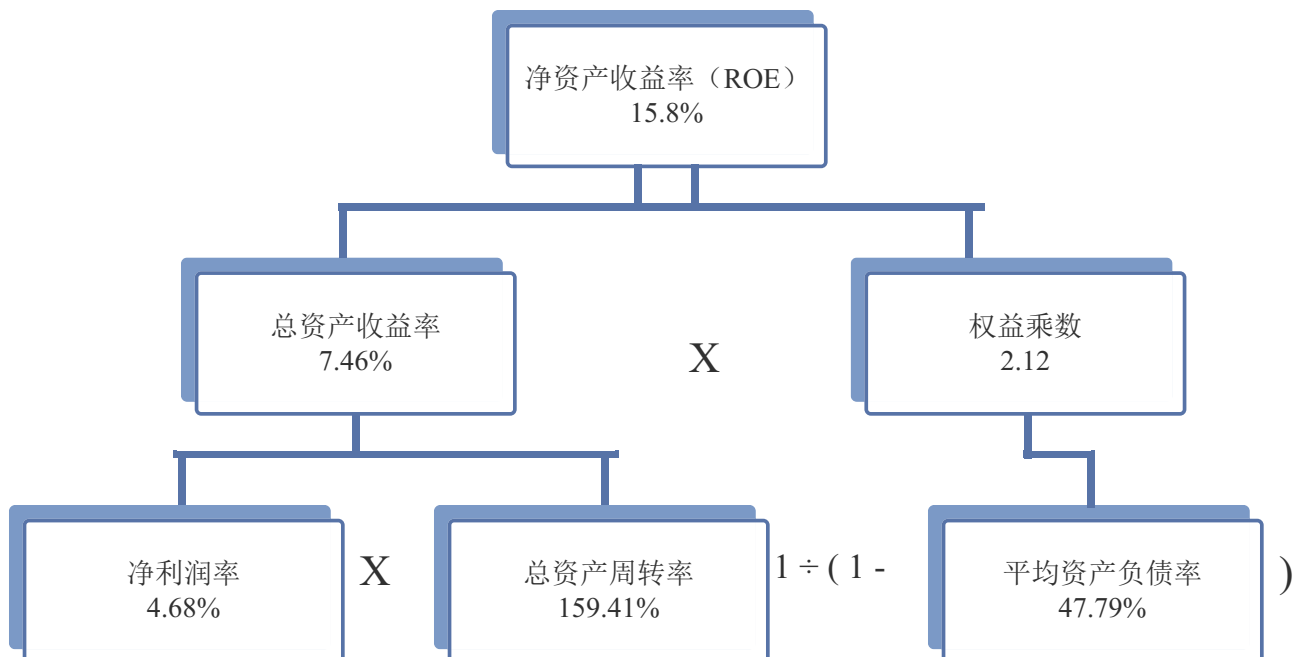 净资产收益率（ROE）
15.8%
总资产收益率
7.46%
X
权益乘数
2.12
净利润率
4.68%
X
总资产周转率
159.41%
1 ÷ ( 1 -
平均资产负债率
47.79%
)